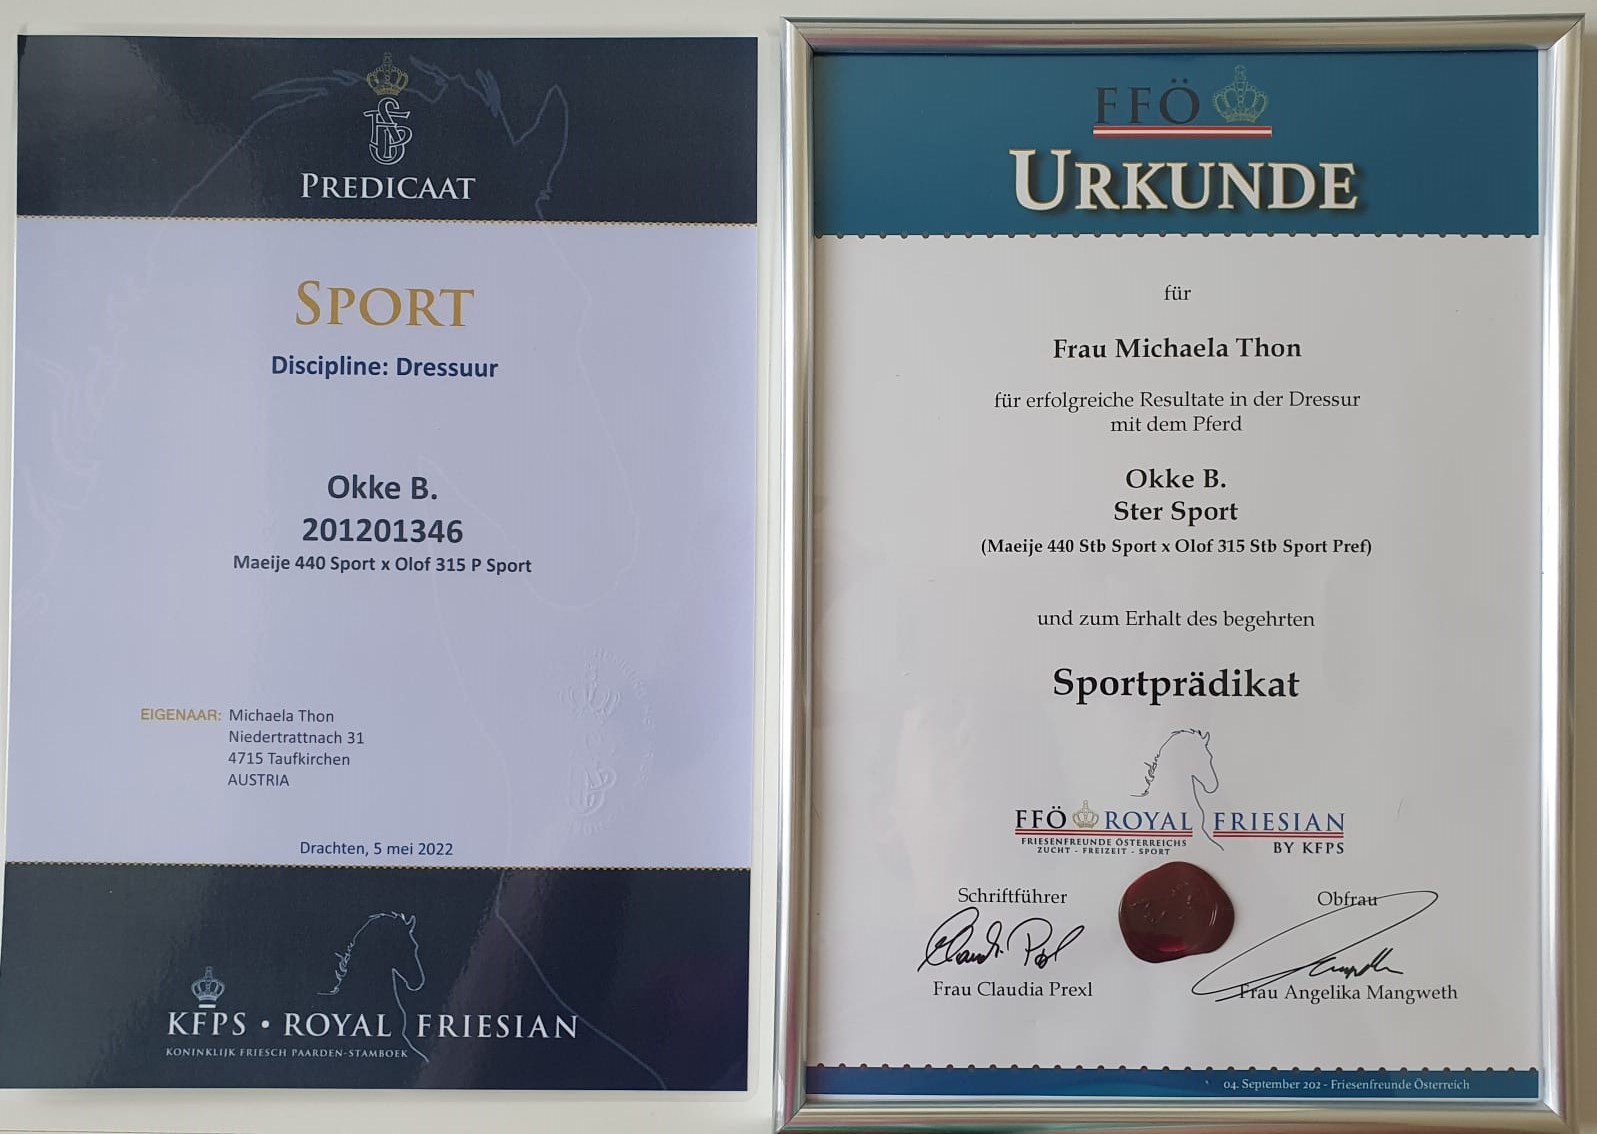 PREDICAAT
SPORT
Discipline: Dressuur
Okke B.
201201346
Maeije 440 Sport x Olof 315 P Sport
EIGENAAR: Michaela Thon
Niedertrattnach 31
4715 Taufkirchen
AUSTRIA
Drachten, 5 mei 2022
KFPS • ROYAL FRIESIAN
KONINKLIJK FRIESCH PAARDEN-STAMBOEK
FFÖ
URKUNDE
für
Frau Michaela Thon
für erfolgreiche Resultate in der Dressur
mit dem Pferd
Okke B.
Ster Sport
(Maeije 440 Stb Sport x Olof 315 Stb Sport Pref)
und zum Erhalt des begehrten
Sportprädikat
FFÖ ROYAL FRIESIAN
FRIESENFREUNDE ÖSTERREICHS
ZUCHT - FREIZEIT - SPORT
BY KFPS
Schriftführer
Obfrau
Frau Claudia Prexl
Frau Angelika Mangweth
04. September 202 - Friesenfreunde Österreich